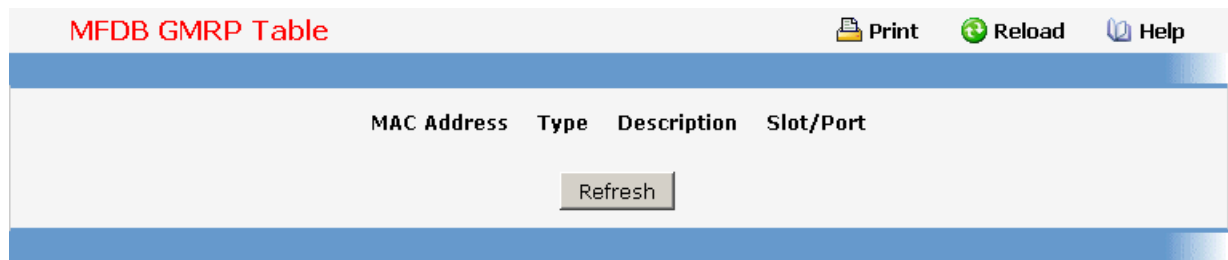 MFDB GMRP Table Print Reload Help
MAC Address Type Description Slot/Port
Refresh